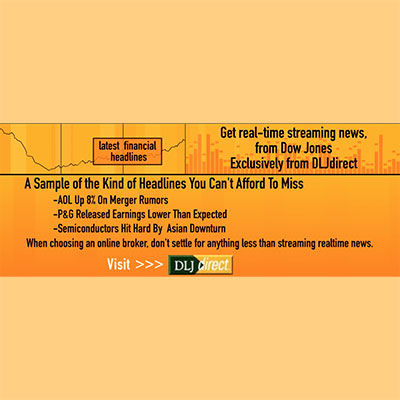 latest financial
headlines
Get real-time streaming news,
from Dow Jones
Exclusively from DLJdirect
A Sample of the Kind of Headlines You Can't Afford To Miss
-AOL Up 8% On Merger Rumors
-P&G Released Earnings Lower Than Expected
-Semiconductors Hit Hard By Asian Downturn
When choosing an online broker, don't settle for anything less than streaming realtime news.
Visit >>> DLJdirect